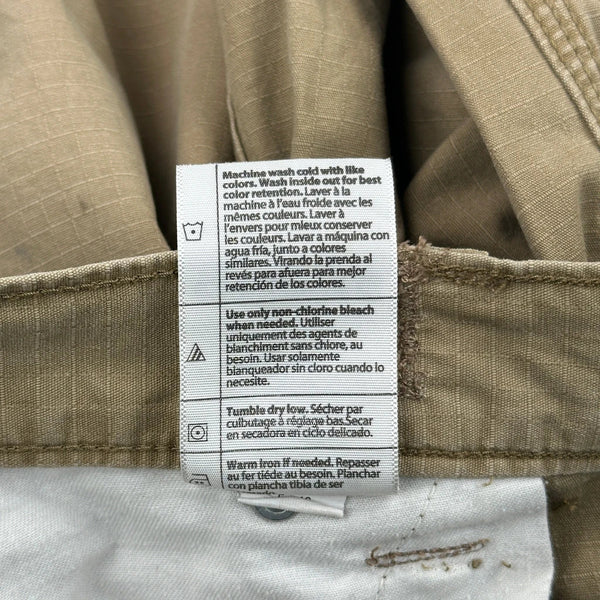 Machine wash cold with like
colors. Wash inside out for best
color retention. Laver à la
machine à l'eau froide avec les
mêmes couleurs. Laver à
l'envers pour mieux conserver
les couleurs. Lavar a máquina con
agua fría, junto a colores
similares. Virando la prenda al
revés para afuera para mejor
retención de los colores.
Use only non-chlorine bleach
when needed. Utiliser
uniquement des agents de
blanchiment sans chlore, au
besoin. Usar solamente
blanqueador sin cloro cuando lo
necesite.
Tumble dry low. Sécher par
culbutage à réglage bas.Secar
en secadora en ciclo delicado.
Warm iron if needed. Repasser
au fer tiéde au besoin. Planchar
con plancha tibia de ser